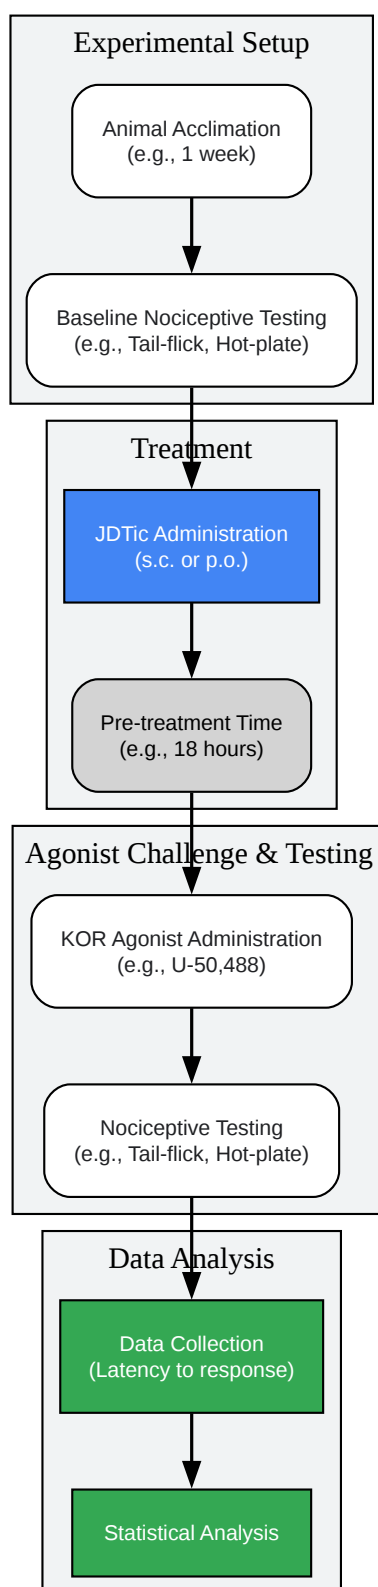 Experimental Setup
Animal Acclimation
(e.g., 1 week)
Baseline Nociceptive Testing
(e.g., Tail-flick, Hot-plate)
Treatment
JDTic Administration
(s.c. or p.o.)
Pre-treatment Time
(e.g., 18 hours)
Agonist Challenge & Testing
KOR Agonist Administration
(e.g., U-50,488)
Nociceptive Testing
(e.g., Tail-flick, Hot-plate)
Data Analysis
Data Collection
(Latency to response)
Statistical Analysis